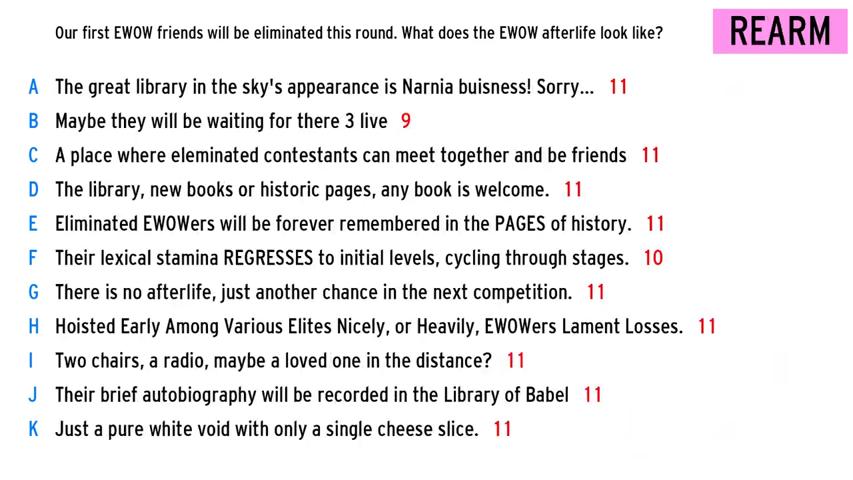 Our first EWOW friends will be eliminated this round. What does the EWOW afterlife look like?
REARM
A The great library in the sky's appearance is Narnia buisness! Sorry... 11
B Maybe they will be waiting for there 3 live 9
C A place where eleminated contestants can meet together and be friends 11
D The library, new books or historic pages, any book is welcome. 11
E Eliminated EWOWers will be forever remembered in the PAGES of history. 11
F Their lexical stamina REGRESSES to initial levels, cycling through stages. 10
G There is no afterlife, just another chance in the next competition. 11
H Hoisted Early Among Various Elites Nicely, or Heavily, EWOWers Lament Losses. 11
I Two chairs, a radio, maybe a loved one in the distance? 11
J Their brief autobiography will be recorded in the Library of Babel 11
K Just a pure white void with only a single cheese slice. 11